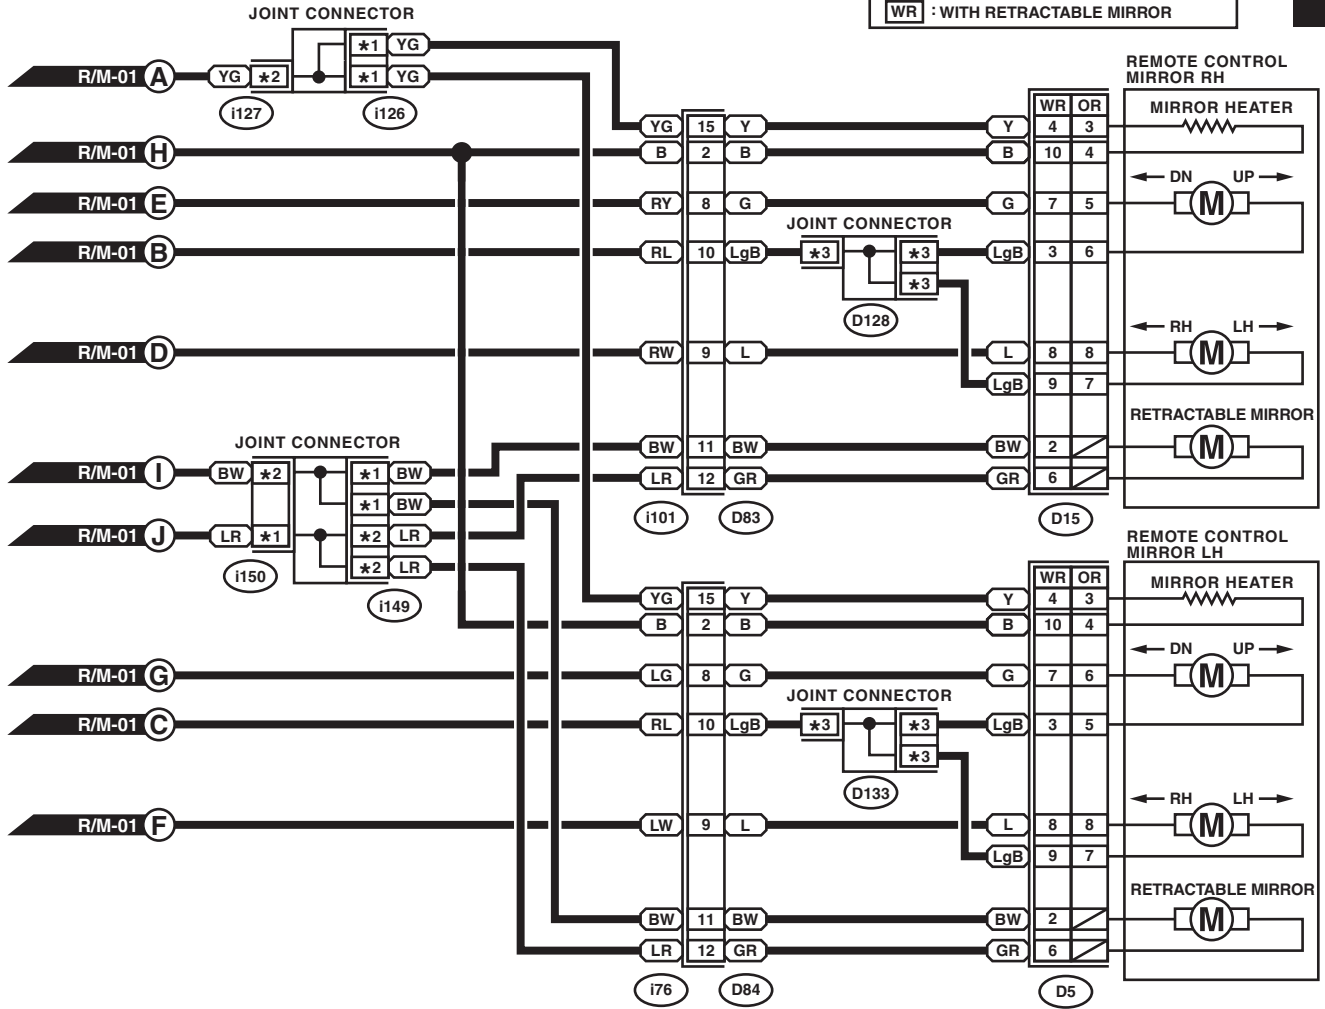 JOINT CONNECTOR
WR : WITH RETRACTABLE MIRROR
*1 YG
R/M-01 A YG *2 *1 YG
i127 i126
REMOTE CONTROL
MIRROR RH
WR OR
MIRROR HEATER
YG 15 Y Y 4 3
R/M-01 H B 2 B B 10 4
DN UP
R/M-01 E RY 8 G G 7 5 M
JOINT CONNECTOR
R/M-01 B RL 10 LgB *3 *3 LgB 3 6
*3
D128
RH LH
R/M-01 D RW 9 L L 8 8 M
LgB 9 7
RETRACTABLE MIRROR
JOINT CONNECTOR
BW 11 BW BW 2 M
R/M-01 I BW *2 *1 BW
LR 12 GR GR 6
*1 BW
i101 D83 D15
R/M-01 J LR *1 *2 LR
REMOTE CONTROL
MIRROR LH
*2 LR
i150
i149
WR OR
MIRROR HEATER
YG 15 Y Y 4 3
B 2 B B 10 4
DN UP
R/M-01 G LG 8 G G 7 6 M
JOINT CONNECTOR
R/M-01 C RL 10 LgB *3 *3 LgB 3 5
*3
D133
RH LH
R/M-01 F LW 9 L L 8 8 M
LgB 9 7
RETRACTABLE MIRROR
BW 11 BW BW 2 M
LR 12 GR GR 6
i76 D84 D5